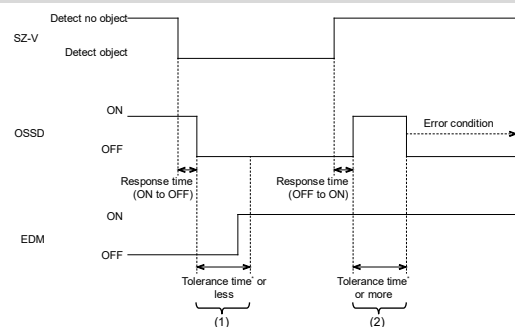 Detect no object
SZ-V
Detect object
ON
OSSD
Error condition
OFF
Response time
(ON to OFF)
Response time
(OFF to ON)
ON
EDM
OFF
Tolerance time* or
less
Tolerance time*
or more
(1)
(2)